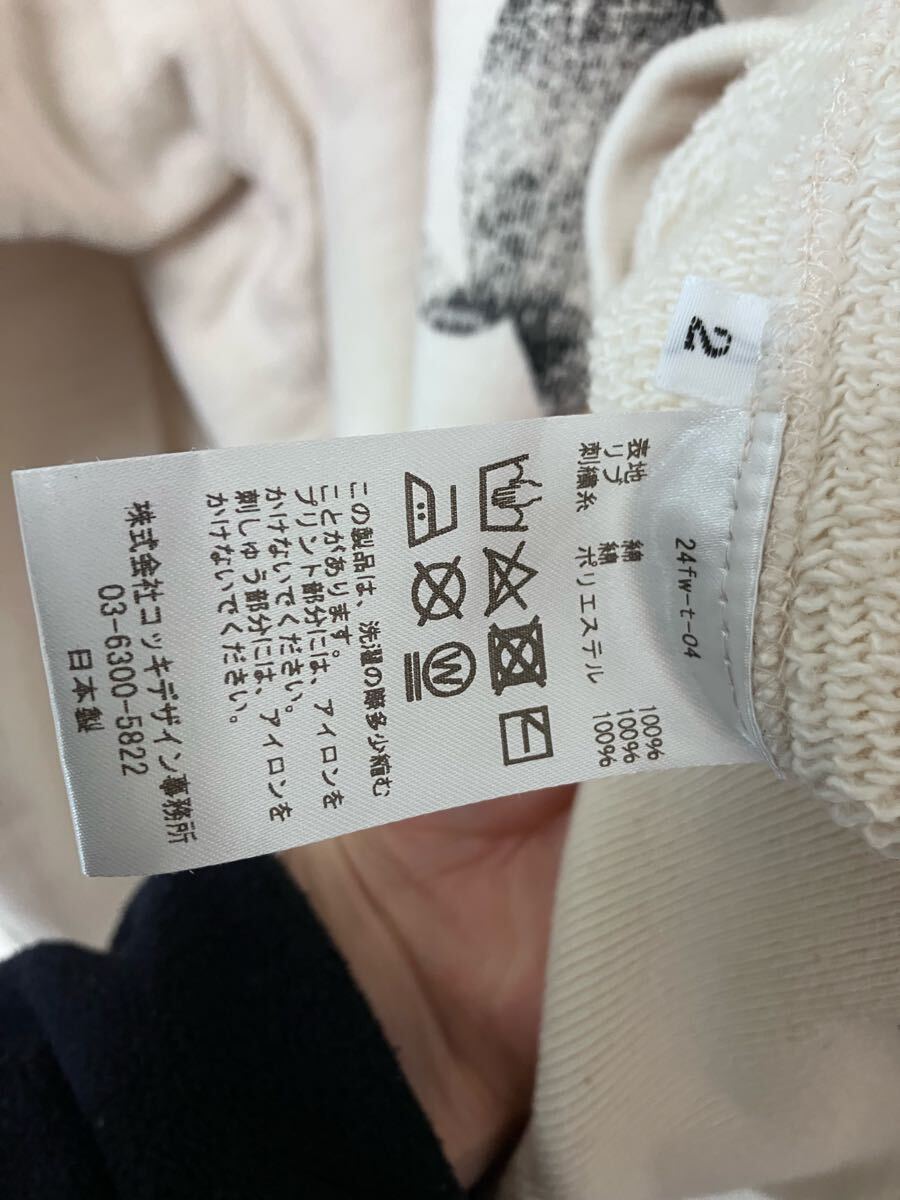 2
24fw-t-04
表地 綿 100%
リブ 綿 100%
刺繍糸 ポリエステル 100%
W
この製品は、洗濯の際多少縮む
ことがあります。
プリント部分には、アイロンを
かけないでください。
刺しゅう部分には、アイロンを
かけないでください。
株式会社コッキデザイン事務所
03-6300-5822
日本製